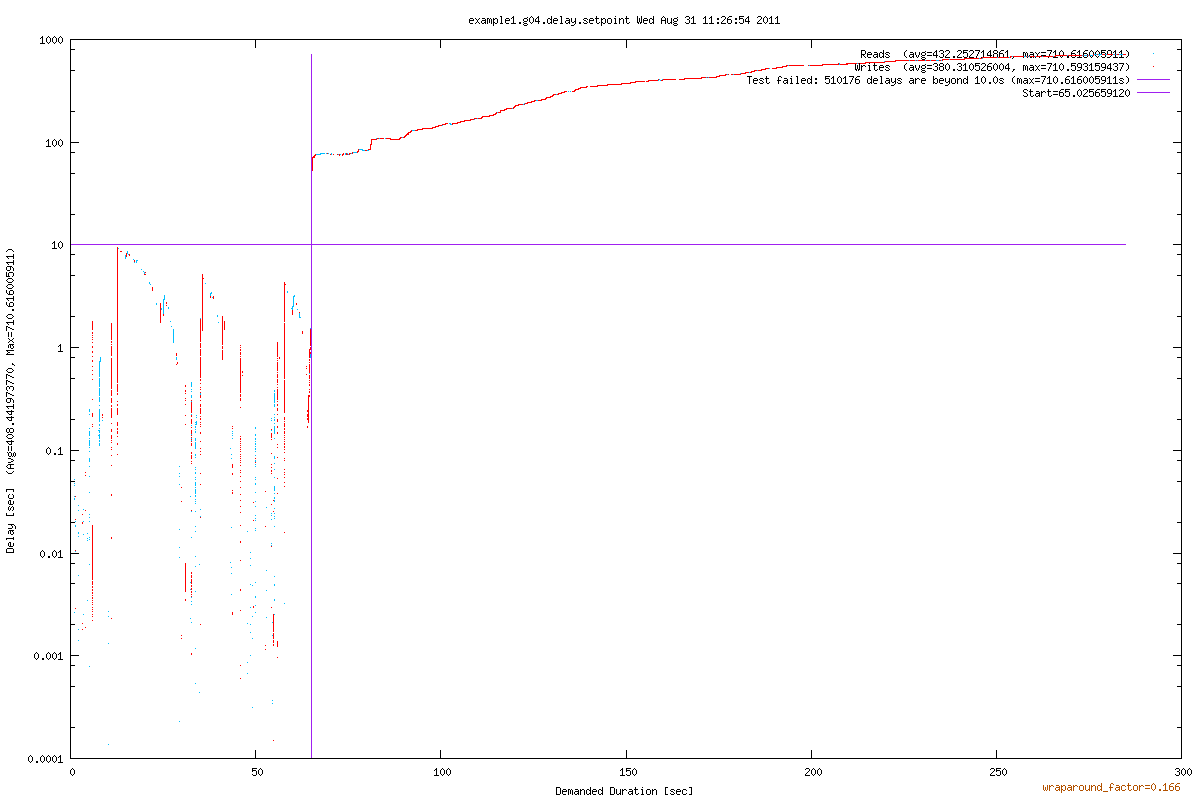 example1.g04.delay.setpoint Wed Aug 31 11:26:54 2011
1000
Reads (avg=432.252714861, max=710.616005911)
Writes (avg=380.310526004, max=710.593159437)
Test failed: 510176 delays are beyond 10.0s (max=710.616005911s)
Start=65.025659120
100
10
1
0.1
0.01
0.001
0.0001
Delay [sec] (Avg=408.441973770, Max=710.616005911)
0 50 100 150 200 250 300
Demanded Duration [sec]
wraparound_factor=0.166